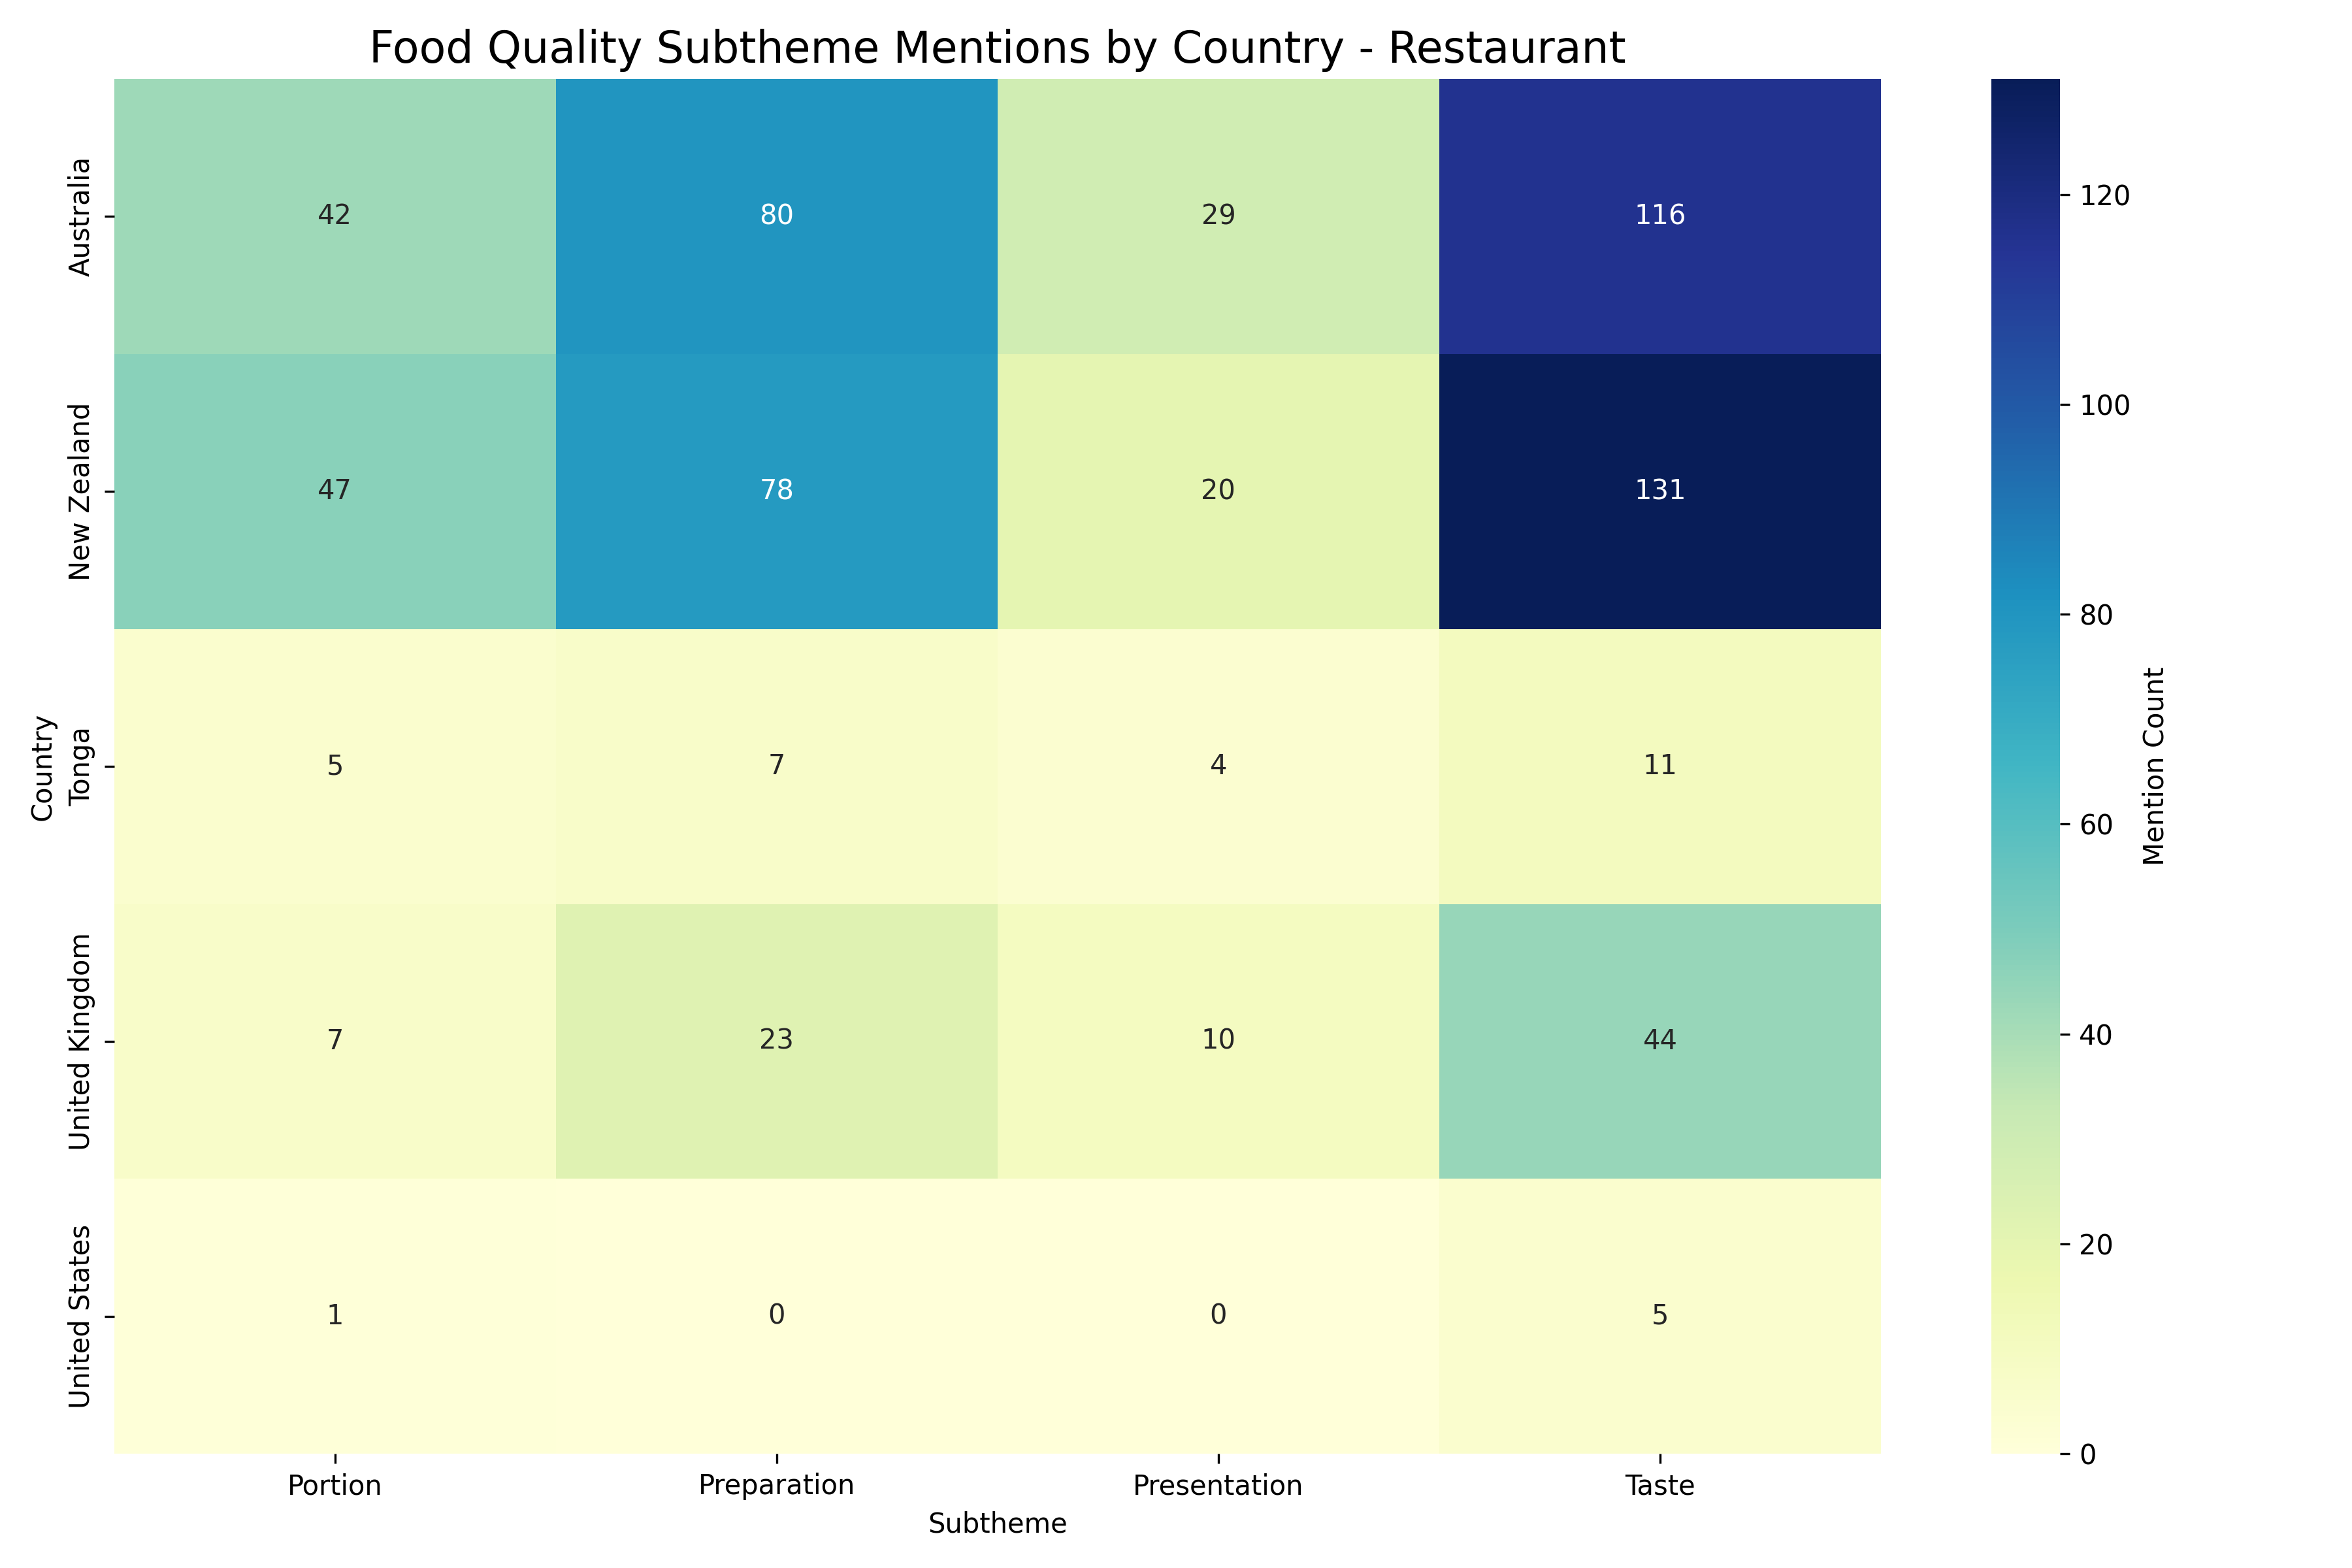 Food Quality Subtheme Mentions by Country - Restaurant
Country
Australia
42 80 29 116
New Zealand
47 78 20 131
Tonga
5 7 4 11
United Kingdom
7 23 10 44
United States
1 0 0 5
Portion Preparation Presentation Taste
Subtheme
120
100
80
60
40
20
0
Mention Count